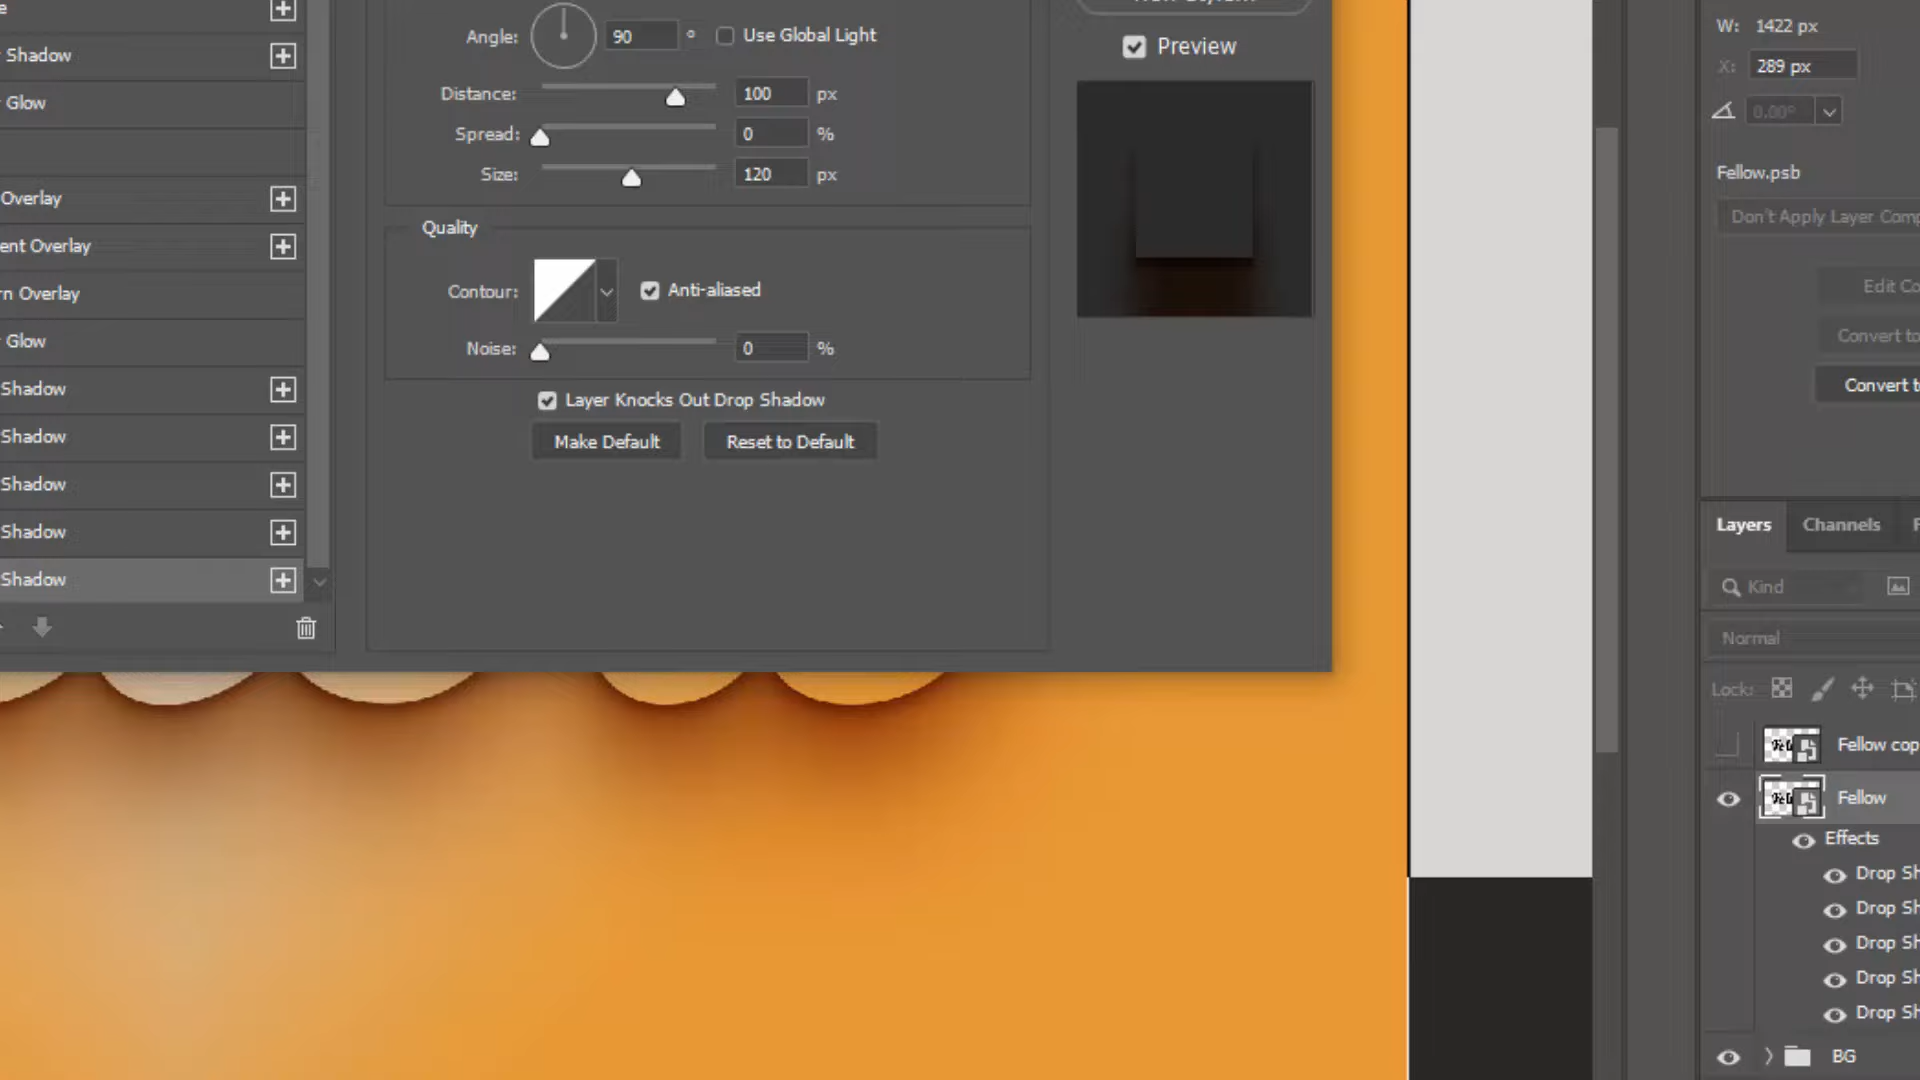 Shadow
Glow
Overlay
ent Overlay
rn Overlay
Glow
Shadow
Shadow
Shadow
Shadow
Shadow
Angle: 90 ° Use Global Light
Distance: 100 px
Spread: 0 %
Size: 120 px
Quality
Contour: Anti-aliased
Noise: 0 %
Layer Knocks Out Drop Shadow
Make Default Reset to Default
Preview
W: 1422 px
X: 289 px
0.00°
Fellow.psb
Don't Apply Layer Comp
Edit Co
Convert to
Convert to
Layers Channels
Kind
Normal
Lock:
Fellow cop
Fellow
Effects
Drop Sh
Drop Sh
Drop Sh
Drop Sh
Drop Sh
BG